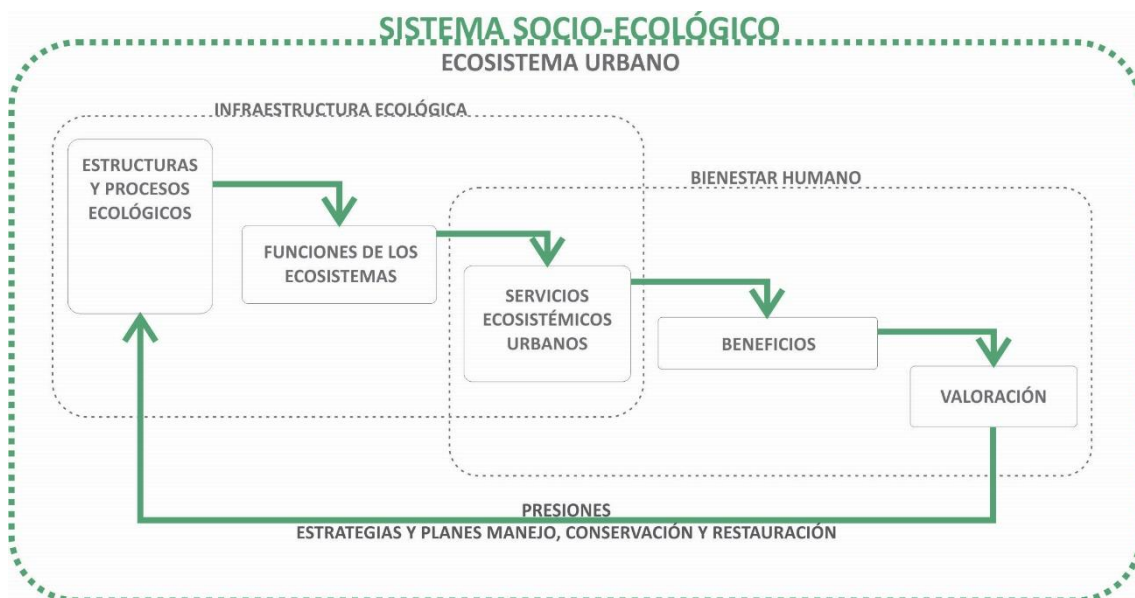 SISTEMA SOCIO-ECOLÓGICO
ECOSISTEMA URBANO
INFRAESTRUCTURA ECOLÓGICA
ESTRUCTURAS
Y PROCESOS
ECOLÓGICOS
BIENESTAR HUMANO
FUNCIONES DE LOS
ECOSISTEMAS
SERVICIOS
ECOSISTÉMICOS
URBANOS
BENEFICIOS
VALORACIÓN
PRESIONES
ESTRATEGIAS Y PLANES MANEJO, CONSERVACIÓN Y RESTAURACIÓN